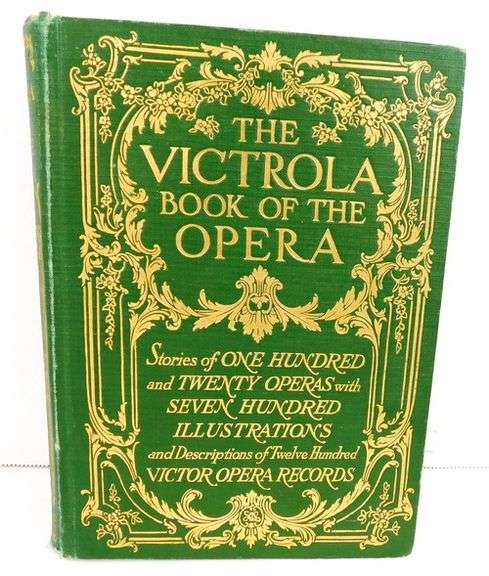 THE
VICTROLA
BOOK OF THE
OPERA
Stories of ONE HUNDRED
and TWENTY OPERAS with
SEVEN HUNDRED
ILLUSTRATIONS
and Descriptions of Twelve Hundred
VICTOR OPERA RECORDS